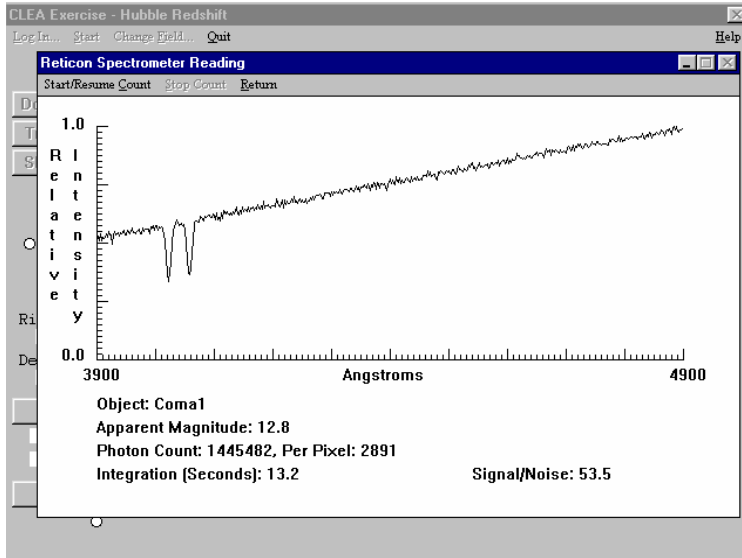 CLEA Exercise - Hubble Redshift
Log In... Start Change Field... Quit Help
Reticon Spectrometer Reading
Start/Resume Count Stop Count Return
1.0
Relative
Intensity
0.0
3900 Angstroms 4900
Object: Coma1
Apparent Magnitude: 12.8
Photon Count: 1445482, Per Pixel: 2891
Integration (Seconds): 13.2 Signal/Noise: 53.5